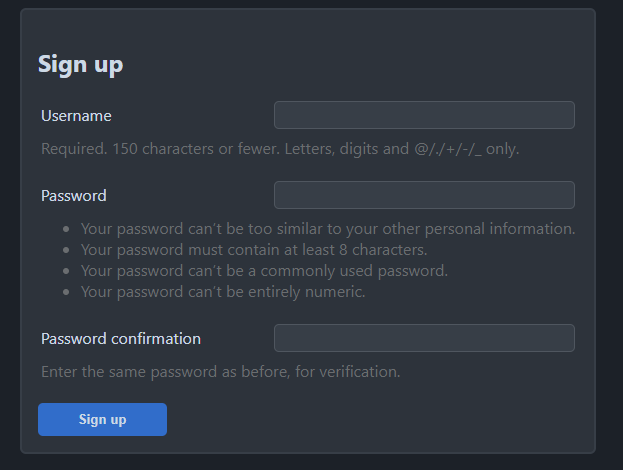 Sign up
Username
Required. 150 characters or fewer. Letters, digits and @/./+/-/_ only.
Password
Your password can’t be too similar to your other personal information.
Your password must contain at least 8 characters.
Your password can’t be a commonly used password.
Your password can’t be entirely numeric.
Password confirmation
Enter the same password as before, for verification.
Sign up